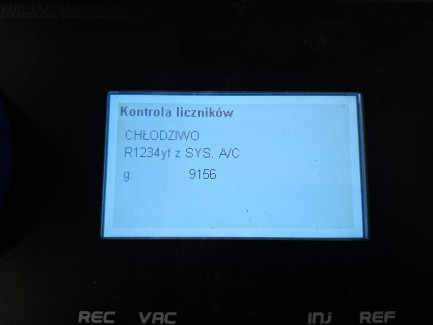 Kontrola liczników
CHŁODZIWO
R1234yf z SYS. A/C
g. 9156
REC VAC INJ REF